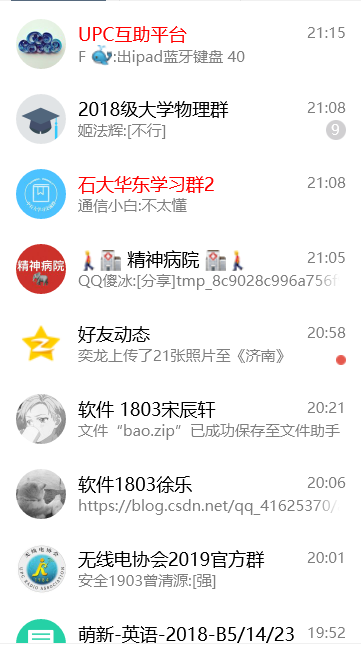 UPC互助平台 21:15
F 🐳:出ipad蓝牙键盘 40
2018级大学物理群 21:08
姬法辉:[不行] 9
石大华东学习群2 21:08
通信小白:不太懂
精神病院
🚶🏥 精神病院 🏥🚶 21:05
QQ傻冰:[分享]tmp_8c9028c996a756f
好友动态 20:58
奕龙上传了21张照片至《济南》
软件 1803宋辰轩 20:21
文件“bao.zip”已成功保存至文件助手
软件1803徐乐 20:06
https://blog.csdn.net/qq_41625370/
无线电协会2019官方群 20:01
安全1903曾清源:[强]
萌新-英语-2018-B5/14/23 19:52